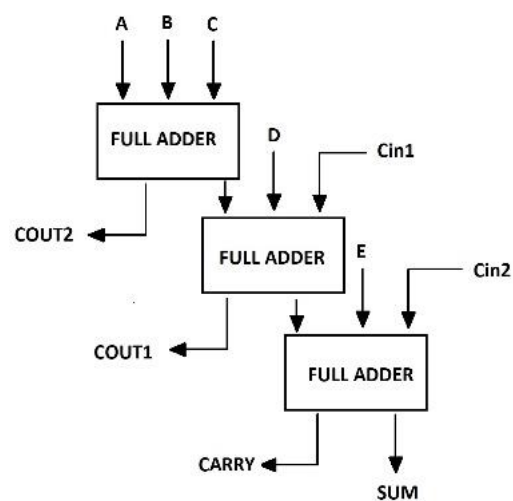 A B C
FULL ADDER
D
Cin1
COUT2
FULL ADDER
E
Cin2
COUT1
FULL ADDER
CARRY
SUM